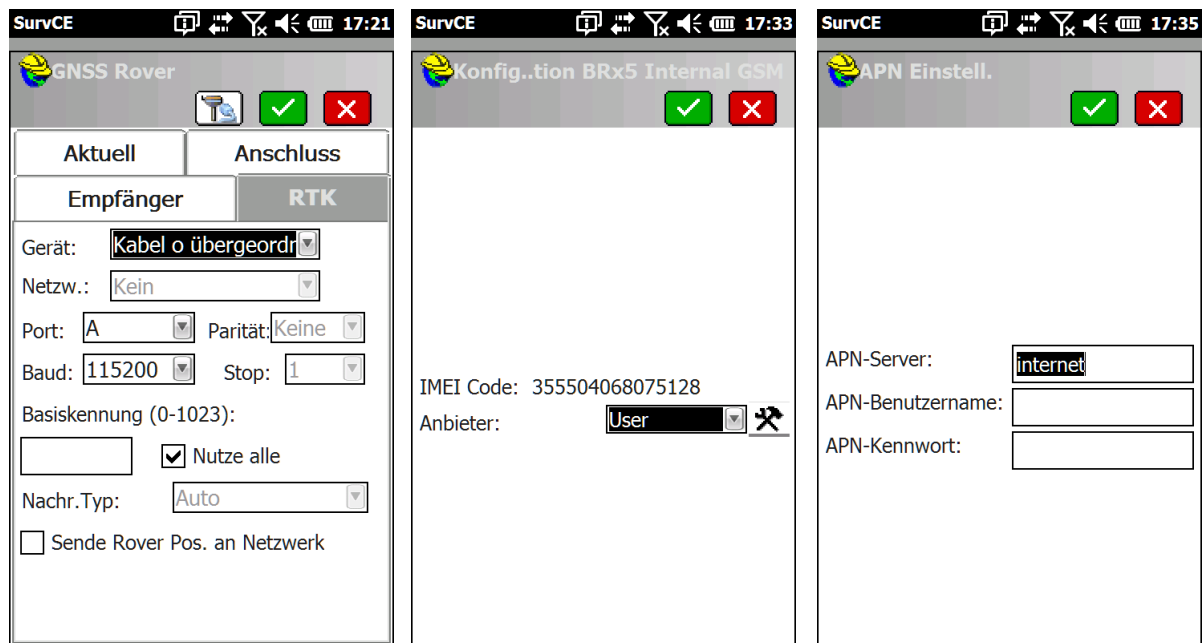 SurvCE 17:21
GNSS Rover
Aktuell Anschluss
Empfänger RTK
Gerät: Kabel o übergeordr
Netzw.: Kein
Port: A Parität: Keine
Baud: 115200 Stop: 1
Basiskennung (0-1023):
Nutze alle
Nachr.Typ: Auto
Sende Rover Pos. an Netzwerk
SurvCE 17:33
Konfig..tion BRx5 Internal GSM
IMEI Code: 355504068075128
Anbieter: User
SurvCE 17:35
APN Einstell.
APN-Server: internet
APN-Benutzername:
APN-Kennwort: